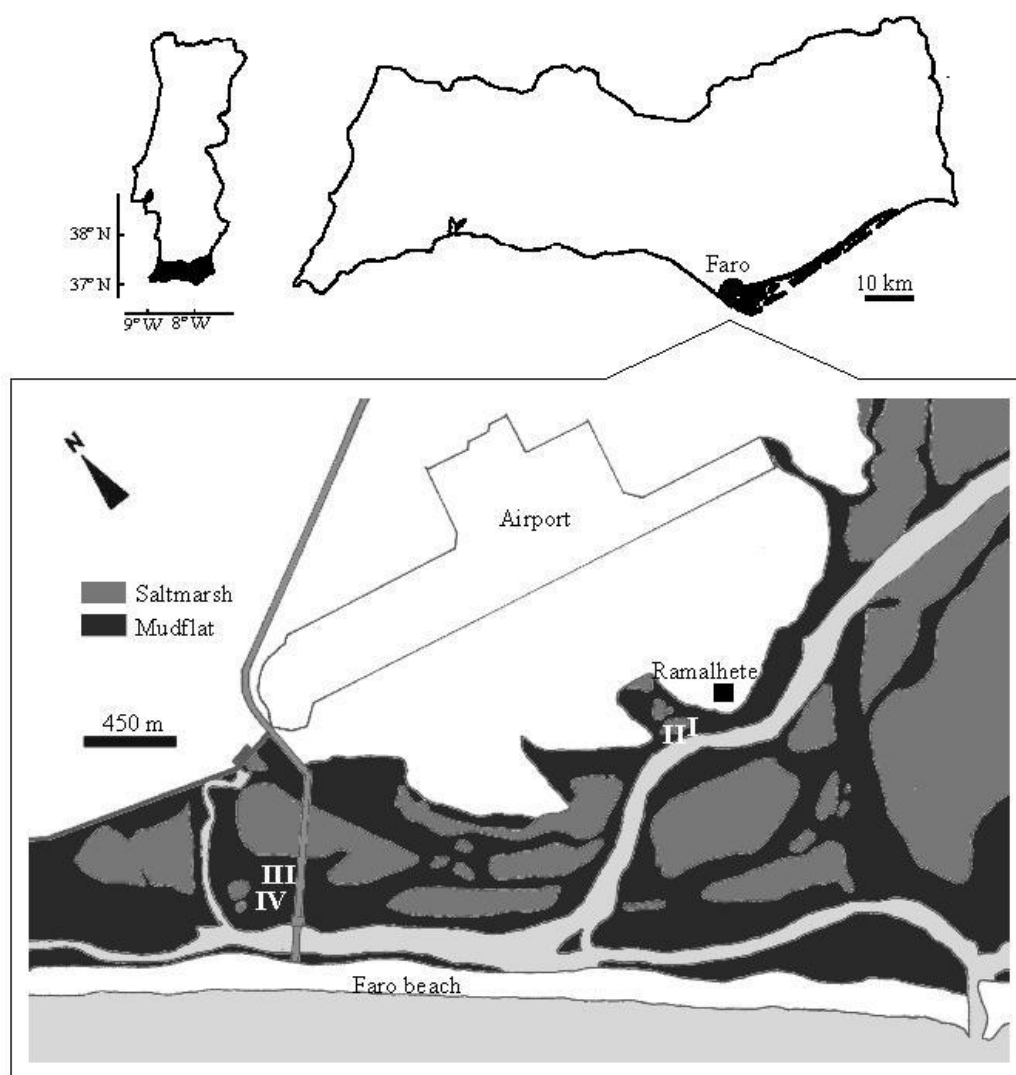 38° N
37° N
9° W 8° W
Faro
10 km
N
Airport
Saltmarsh
Mudflat
Ramalhete
450 m
I
II
III
IV
Faro beach